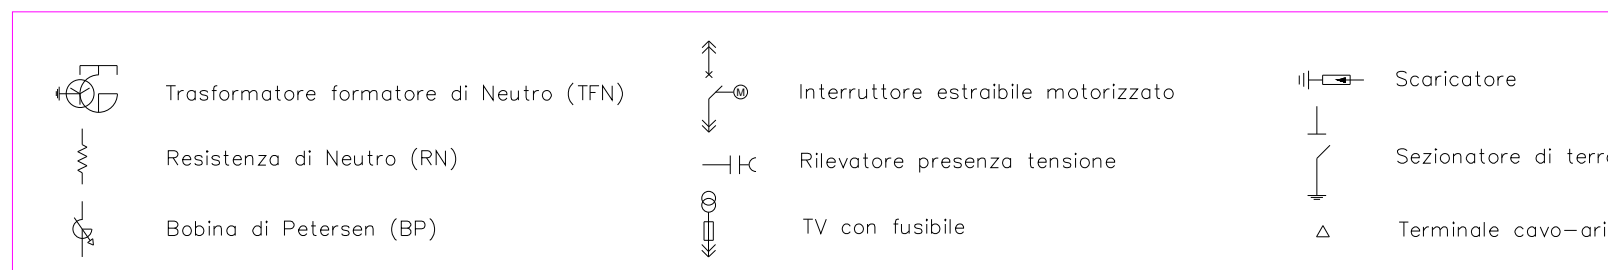 Trasformatore formatore di Neutro (TFN)
Resistenza di Neutro (RN)
Bobina di Petersen (BP)
M
Interruttore estraibile motorizzato
Rilevatore presenza tensione
TV con fusibile
Scaricatore
Sezionatore di
Terminale